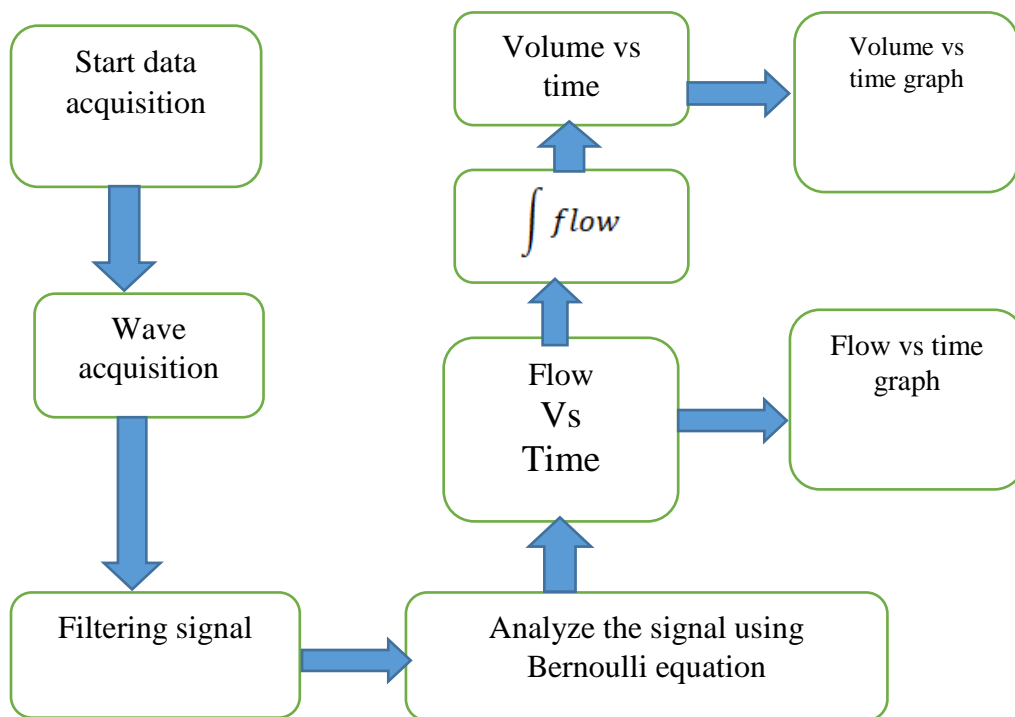 Start data
acquisition
Wave
acquisition
Filtering signal
Analyze the signal using
Bernoulli equation
Flow
Vs
Time
Flow vs time
graph
∫ flow
Volume vs
time
Volume vs
time graph